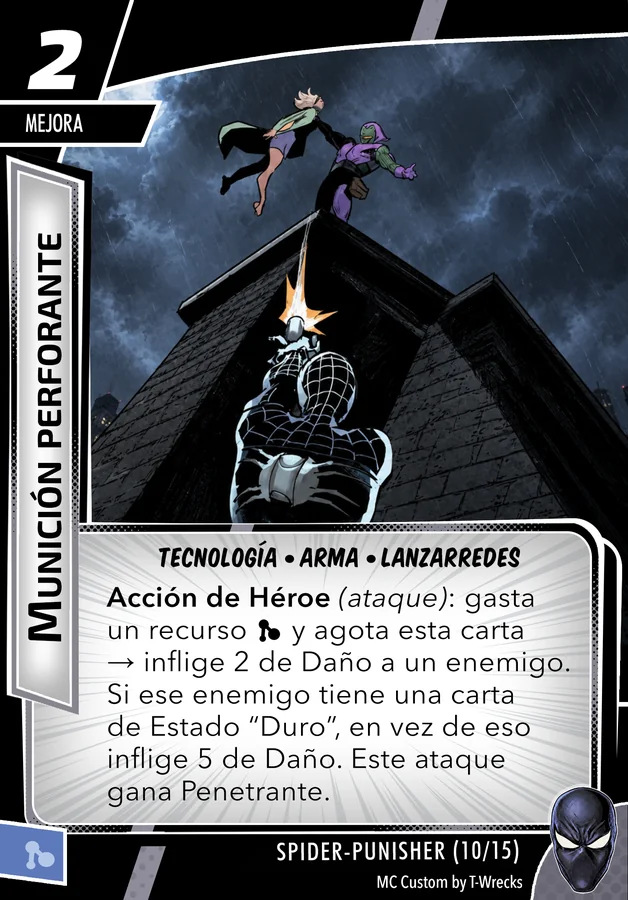 2
MEJORA
MUNICIÓN PERFORANTE
TECNOLOGÍA • ARMA • LANZARREDES
Acción de Héroe (ataque): gasta
un recurso y agota esta carta
→ inflige 2 de Daño a un enemigo.
Si ese enemigo tiene una carta
de Estado “Duro”, en vez de eso
inflige 5 de Daño. Este ataque
gana Penetrante.
SPIDER-PUNISHER (10/15)
MC Custom by T-Wrecks